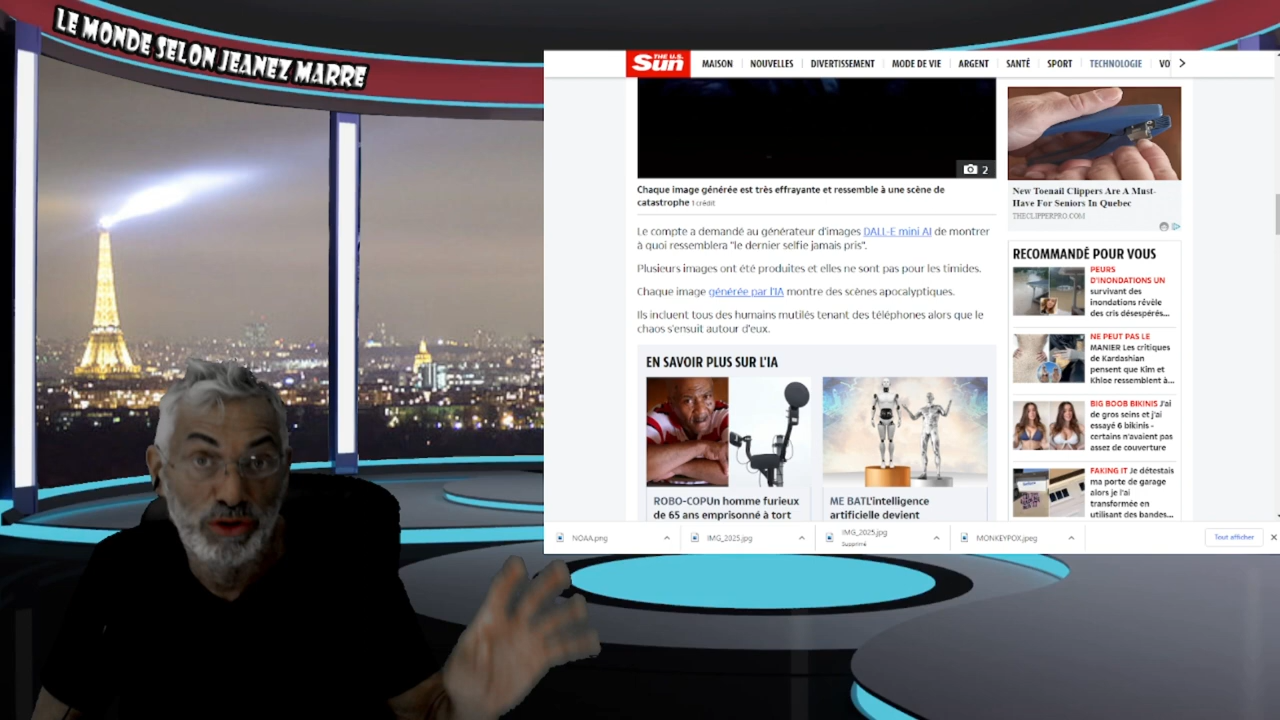 LE MONDE SELON JEANEZ MARRE
THE U.S. Sun
MAISON NOUVELLES DIVERTISSEMENT MODE DE VIE ARGENT SANTÉ SPORT TECHNOLOGIE VO
2
Chaque image générée est très effrayante et ressemble à une scène de
catastrophe 1 crédit
Le compte a demandé au générateur d'images DALL-E mini AI de montrer
à quoi ressemblera "le dernier selfie jamais pris".
Plusieurs images ont été produites et elles ne sont pas pour les timides.
Chaque image générée par l'IA montre des scènes apocalyptiques.
Ils incluent tous des humains mutilés tenant des téléphones alors que le
chaos s'ensuit autour d'eux.
EN SAVOIR PLUS SUR L'IA
ROBO-COPUn homme furieux
de 65 ans emprisonné à tort
ME BATL'intelligence
artificielle devient
New Toenail Clippers Are A Must-
Have For Seniors In Quebec
THECLIPPERPRO.COM
RECOMMANDÉ POUR VOUS
PEURS
D'INONDATIONS UN
survivant des
inondations révèle
des cris désespérés...
NE PEUT PAS LE
MANIER Les critiques
de Kardashian
pensent que Kim et
Khloe ressemblent à...
BIG BOOB BIKINIS J'ai
de gros seins et j'ai
essayé 6 bikinis -
certains n'avaient pas
assez de couverture
FAKING IT Je détestais
ma porte de garage
alors je l'ai
transformée en
utilisant des bandes...
NOAA.png
IMG_2025.jpg
IMG_2025.jpg
Supprimé
MONKEYPOX.jpeg
Tout afficher